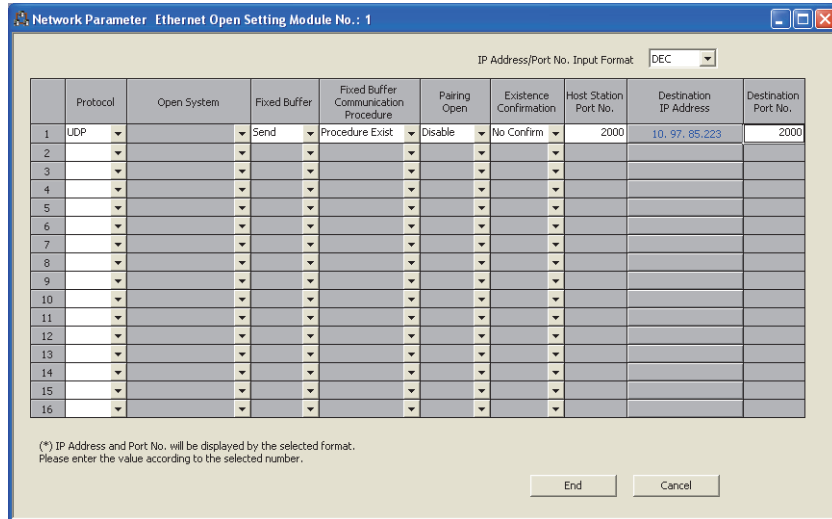 Network Parameter Ethernet Open Setting Module No.: 1
IP Address/Port No. Input Format DEC
Protocol Open System Fixed Buffer Fixed Buffer Communication Procedure Pairing Open Existence Confirmation Host Station Port No. Destination IP Address Destination Port No.
1 UDP Send Procedure Exist Disable No Confirm 2000 10. 97. 85.223 2000
2
3
4
5
6
7
8
9
10
11
12
13
14
15
16
(*) IP Address and Port No. will be displayed by the selected format.
Please enter the value according to the selected number.
End Cancel